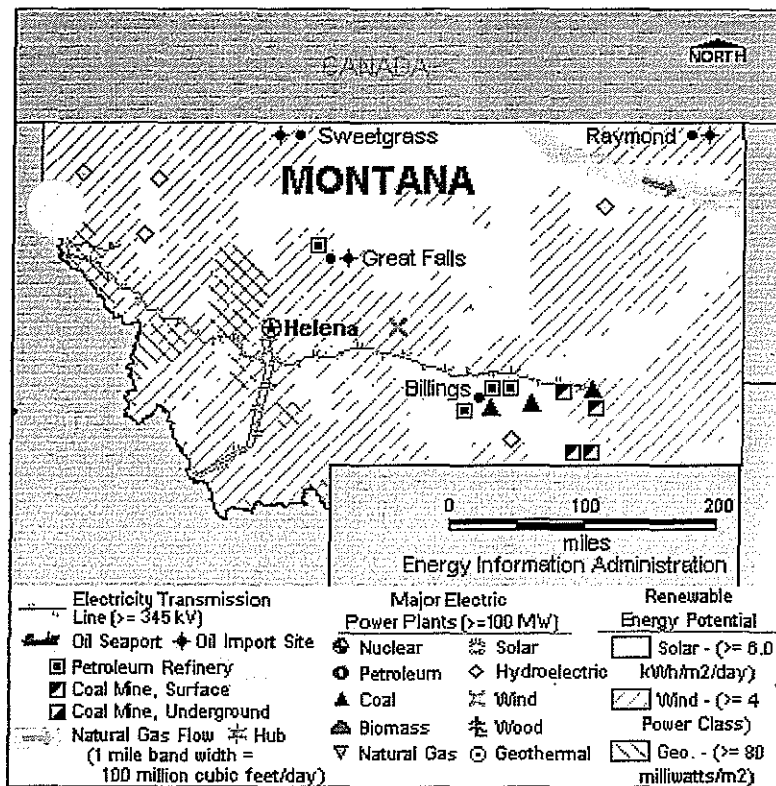 CANADA
NORTH
Sweetgrass
Raymond
MONTANA
Great Falls
Helena
Billings
0 100 200
miles
Energy Information Administration
Electricity Transmission
Line (>= 345 kV)
Oil Seaport Oil Import Site
Petroleum Refinery
Coal Mine, Surface
Coal Mine, Underground
Natural Gas Flow Hub
(1 mile band width =
100 million cubic feet/day)
Major Electric
Power Plants (>=100 MW)
Nuclear Solar
Petroleum Hydroelectric
Coal Wind
Biomass Wood
Natural Gas Geothermal
Renewable
Energy Potential
Solar - (>= 6.0
kWh/m2/day)
Wind - (>= 4
Power Class)
Geo. - (>= 80
milliwatts/m2)